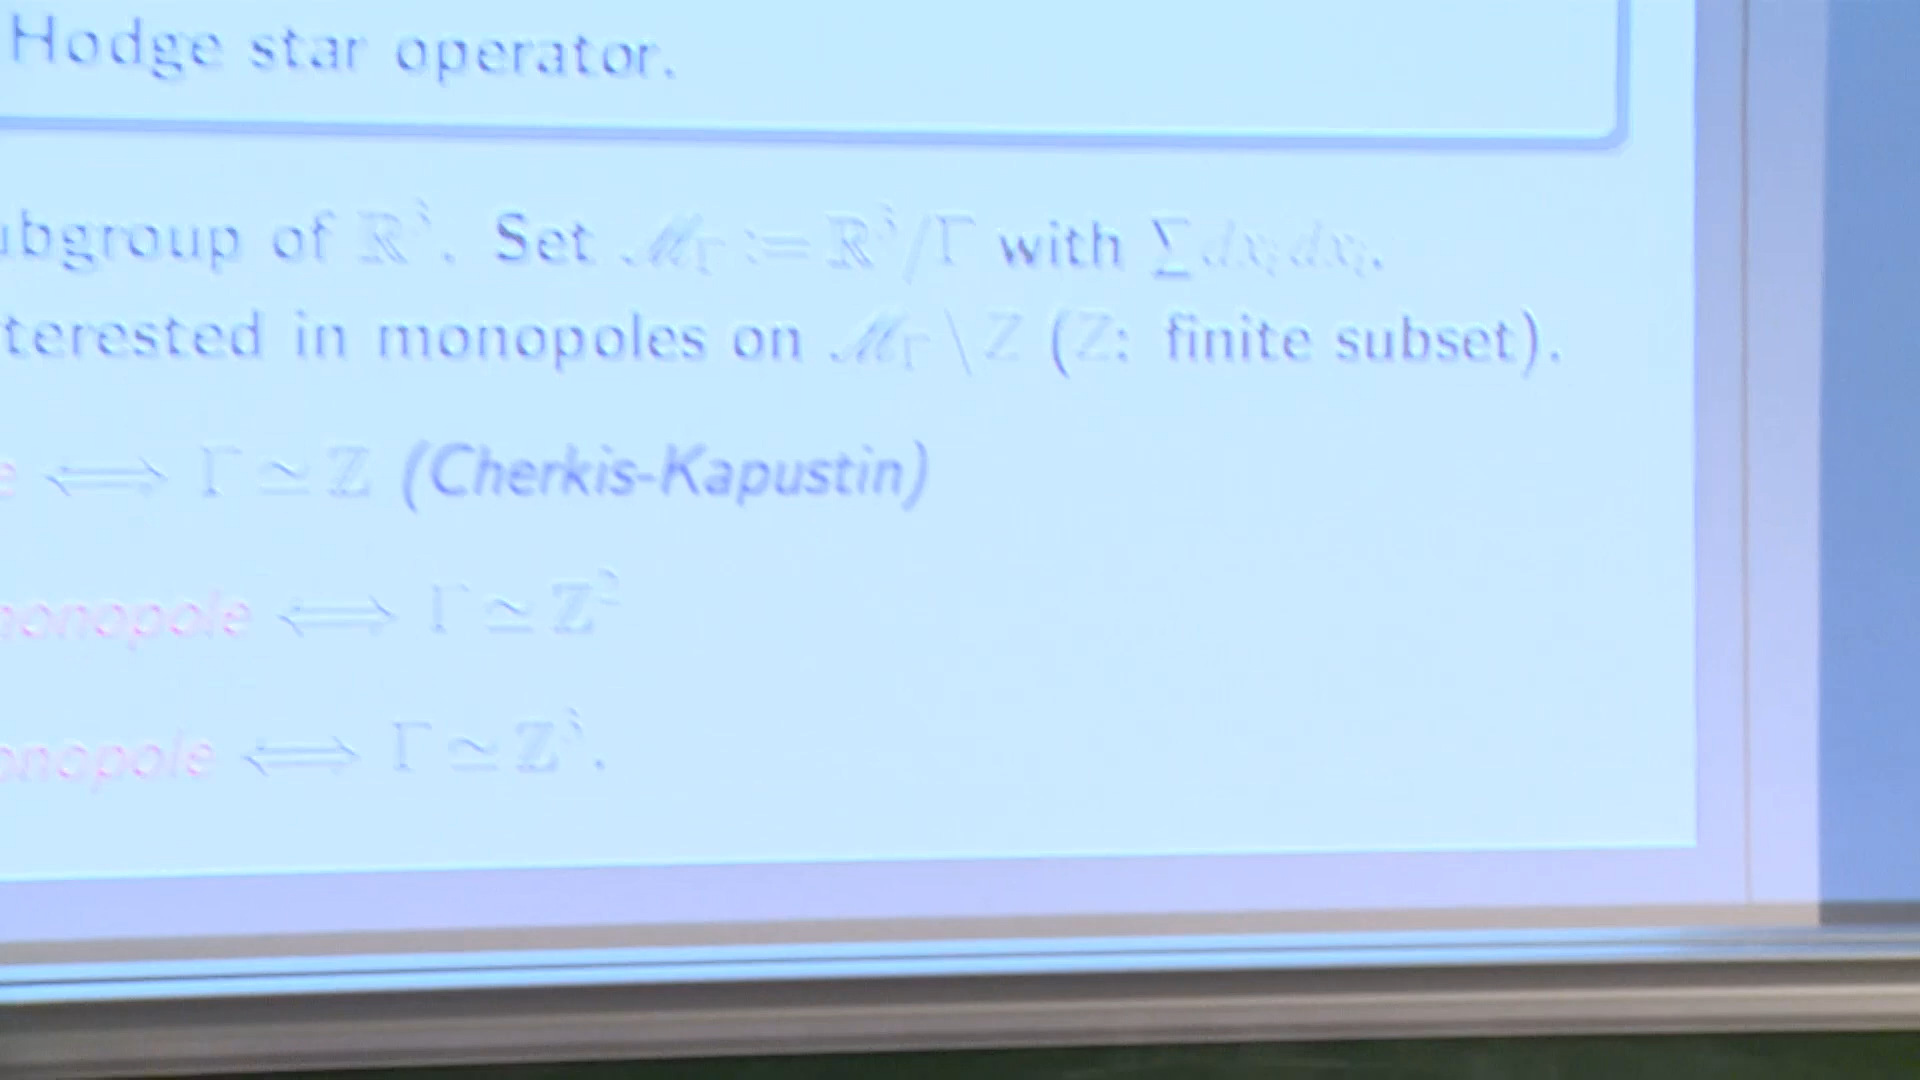 Hodge star operator.
ubgroup of ℝ³. Set ℳ_Γ := ℝ³/Γ with ∑ dx_i dx_i.
terested in monopoles on ℳ_Γ \ Z (Z: finite subset).
e ⟺ Γ ≃ ℤ (Cherkis-Kapustin)
monopole ⟺ Γ ≃ ℤ²
onopole ⟺ Γ ≃ ℤ³.